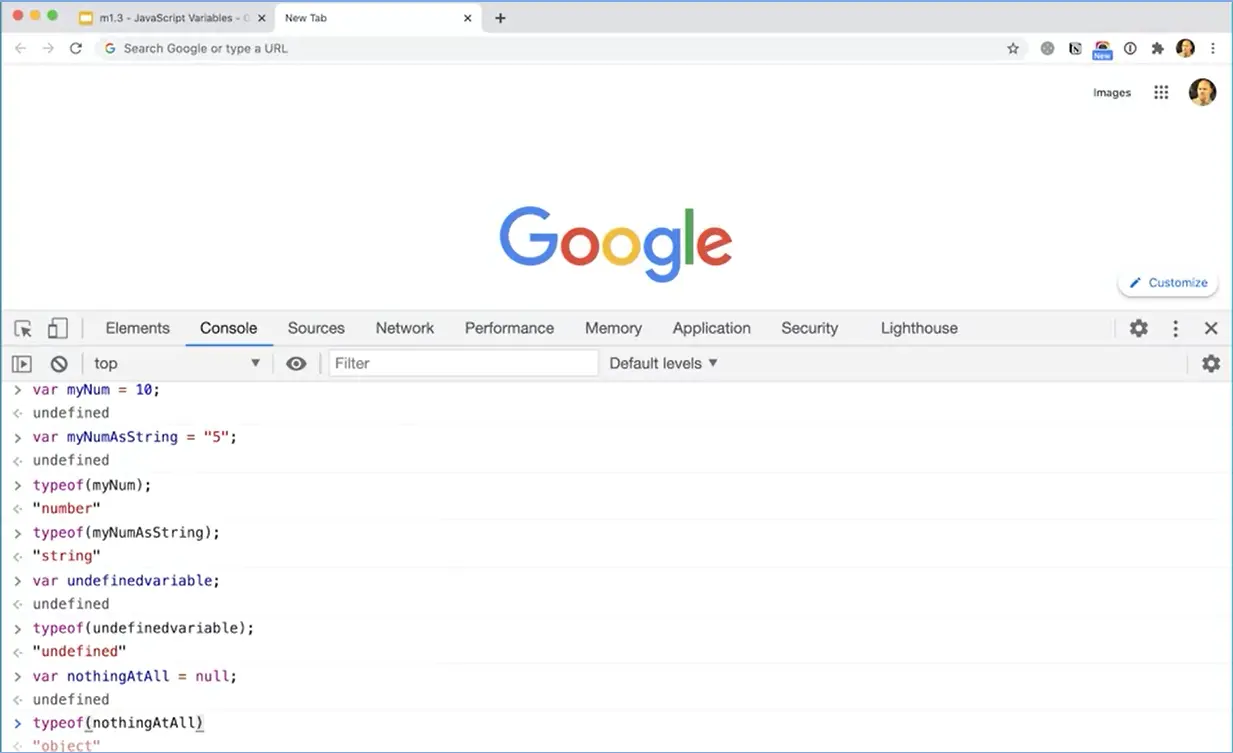 m1.3 - JavaScript Variables -
New Tab
Search Google or type a URL
New
Images
Google
Customize
Elements Console Sources Network Performance Memory Application Security Lighthouse
top Filter Default levels
> var myNum = 10;
undefined
> var myNumAsString = "5";
undefined
> typeof(myNum);
"number"
> typeof(myNumAsString);
"string"
> var undefinedvariable;
undefined
> typeof(undefinedvariable);
"undefined"
> var nothingAtAll = null;
undefined
> typeof(nothingAtAll)
"object"